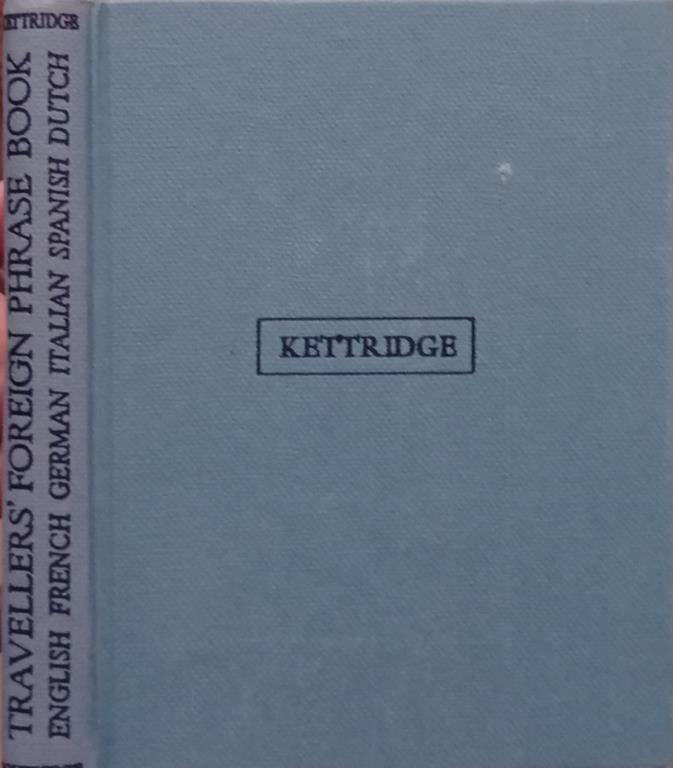 KETTRIDGE
TRAVELLERS' FOREIGN PHRASE BOOK
ENGLISH FRENCH GERMAN ITALIAN SPANISH DUTCH
KETTRIDGE